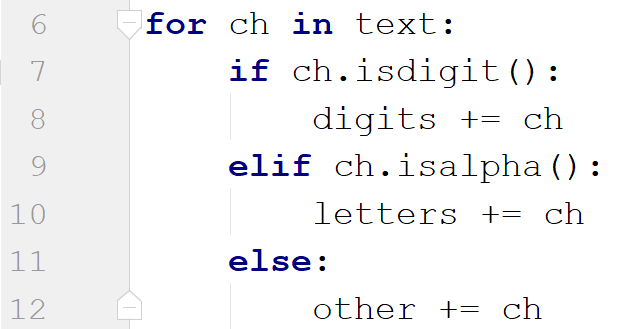 6 for ch in text:
7     if ch.isdigit():
8         digits += ch
9     elif ch.isalpha():
10         letters += ch
11     else:
12         other += ch